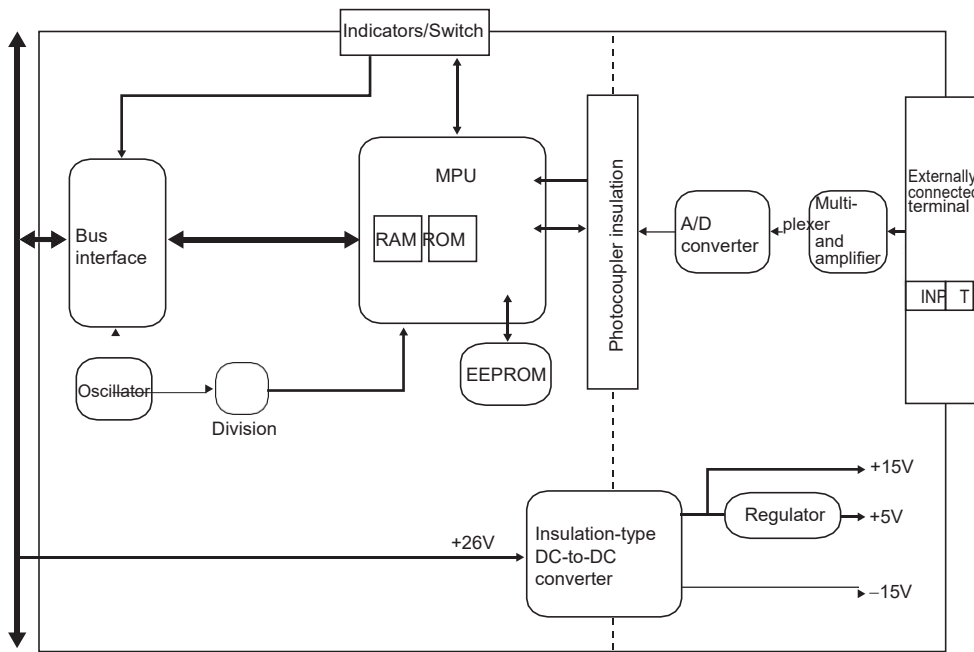 Indicators/Switch
MPU
RAM
ROM
Bus
interface
Photocoupler insulation
A/D
converter
Multi-
plexer
and
amplifier
Externally
connected
terminal
INP T
EEPROM
Oscillator
Division
+26V
Insulation-type
DC-to-DC
converter
Regulator
+15V
+5V
–15V